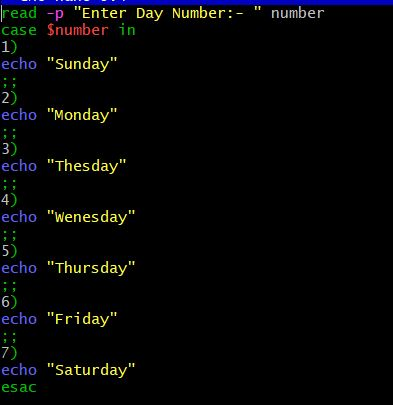 read -p "Enter Day Number:- " number
case $number in
1)
echo "Sunday"
;;
2)
echo "Monday"
;;
3)
echo "Thesday"
;;
4)
echo "Wenesday"
;;
5)
echo "Thursday"
;;
6)
echo "Friday"
;;
7)
echo "Saturday"
esac